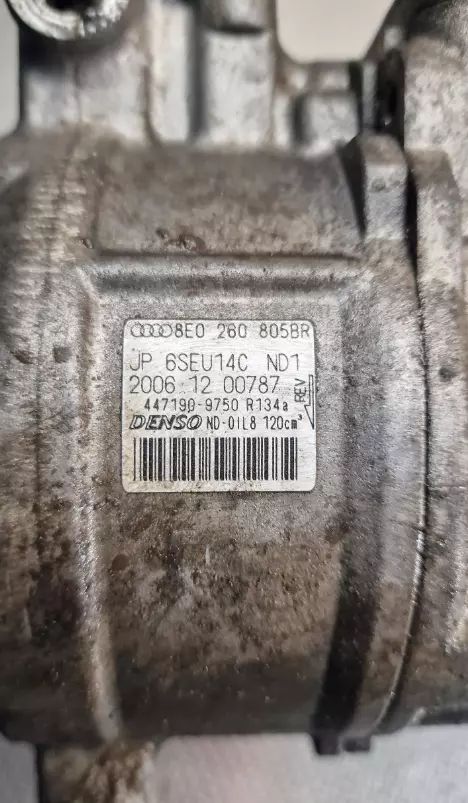 8E0 260 805BR
JP 6SEU14C ND1
2006 12 00787 REV
447190-9750 R134a
DENSO ND-OIL8 120cm³